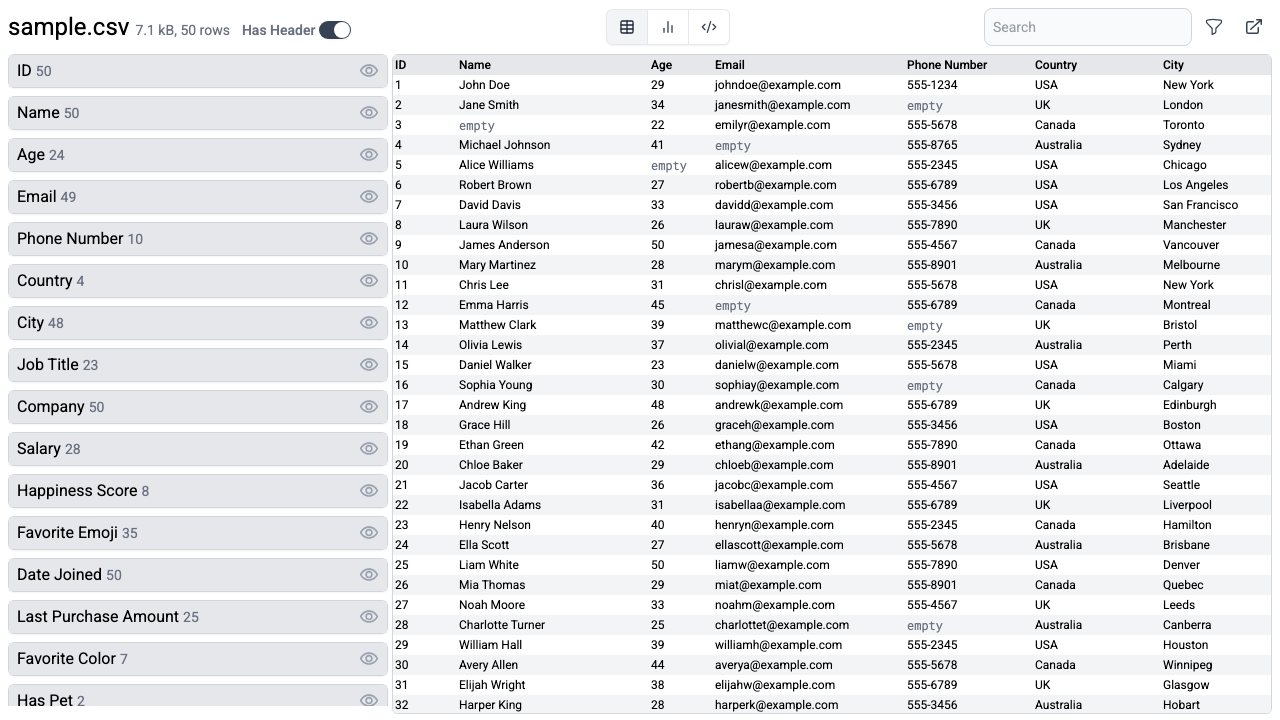 sample.csv 7.1 kB, 50 rows Has Header Search
ID 50
Name 50
Age 24
Email 49
Phone Number 10
Country 4
City 48
Job Title 23
Company 50
Salary 28
Happiness Score 8
Favorite Emoji 35
Date Joined 50
Last Purchase Amount 25
Favorite Color 7
Has Pet 2
ID Name Age Email Phone Number Country City
1 John Doe 29 johndoe@example.com 555-1234 USA New York
2 Jane Smith 34 janesmith@example.com empty UK London
3 empty 22 emilyr@example.com 555-5678 Canada Toronto
4 Michael Johnson 41 empty 555-8765 Australia Sydney
5 Alice Williams empty alicew@example.com 555-2345 USA Chicago
6 Robert Brown 27 robertb@example.com 555-6789 USA Los Angeles
7 David Davis 33 davidd@example.com 555-3456 USA San Francisco
8 Laura Wilson 26 lauraw@example.com 555-7890 UK Manchester
9 James Anderson 50 jamesa@example.com 555-4567 Canada Vancouver
10 Mary Martinez 28 marym@example.com 555-8901 Australia Melbourne
11 Chris Lee 31 chrisl@example.com 555-5678 USA New York
12 Emma Harris 45 empty 555-6789 Canada Montreal
13 Matthew Clark 39 matthewc@example.com empty UK Bristol
14 Olivia Lewis 37 olivial@example.com 555-2345 Australia Perth
15 Daniel Walker 23 danielw@example.com 555-5678 USA Miami
16 Sophia Young 30 sophiay@example.com empty Canada Calgary
17 Andrew King 48 andrewk@example.com 555-6789 UK Edinburgh
18 Grace Hill 26 graceh@example.com 555-3456 USA Boston
19 Ethan Green 42 ethang@example.com 555-7890 Canada Ottawa
20 Chloe Baker 29 chloeb@example.com 555-8901 Australia Adelaide
21 Jacob Carter 36 jacobc@example.com 555-4567 USA Seattle
22 Isabella Adams 31 isabellaa@example.com 555-6789 UK Liverpool
23 Henry Nelson 40 henryn@example.com 555-2345 Canada Hamilton
24 Ella Scott 27 ellascott@example.com 555-5678 Australia Brisbane
25 Liam White 50 liamw@example.com 555-7890 USA Denver
26 Mia Thomas 29 miat@example.com 555-8901 Canada Quebec
27 Noah Moore 33 noahm@example.com 555-4567 UK Leeds
28 Charlotte Turner 25 charlottet@example.com empty Australia Canberra
29 William Hall 39 williamh@example.com 555-2345 USA Houston
30 Avery Allen 44 averya@example.com 555-5678 Canada Winnipeg
31 Elijah Wright 38 elijahw@example.com 555-6789 UK Glasgow
32 Harper King 28 harperk@example.com 555-3456 Australia Hobart